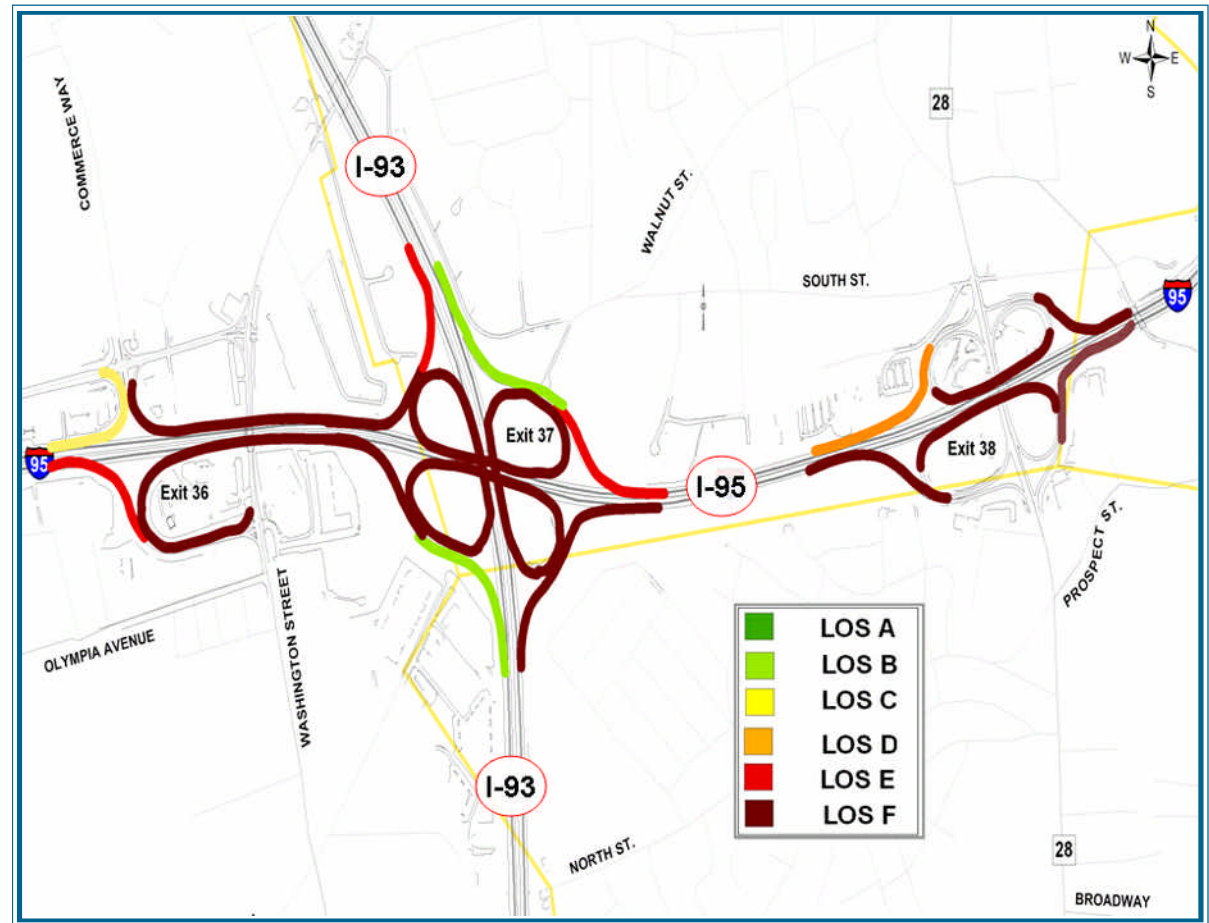 N
W E
S
28
COMMERCE WAY
I-93
WALNUT ST.
SOUTH ST.
95
Exit 37
95
Exit 36
I-95
Exit 38
PROSPECT ST.
OLYMPIA AVENUE
WASHINGTON STREET
LOS A
LOS B
LOS C
LOS D
LOS E
LOS F
I-93
NORTH ST.
28
BROADWAY